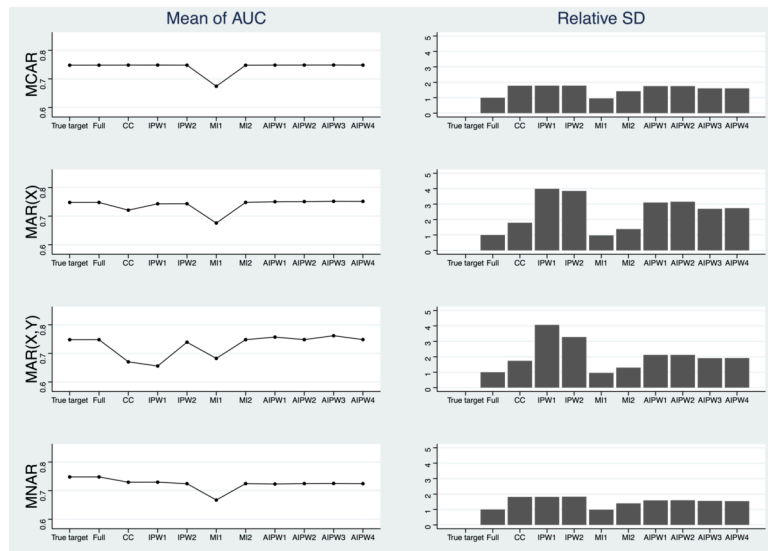 Mean of AUC
Relative SD
MCAR
0.8
0.7
0.6
True target Full CC IPW1 IPW2 MI1 MI2 AIPW1 AIPW2 AIPW3 AIPW4
5
4
3
2
1
0
True target Full CC IPW1 IPW2 MI1 MI2 AIPW1 AIPW2 AIPW3 AIPW4
MAR(X)
0.8
0.7
0.6
True target Full CC IPW1 IPW2 MI1 MI2 AIPW1 AIPW2 AIPW3 AIPW4
5
4
3
2
1
0
True target Full CC IPW1 IPW2 MI1 MI2 AIPW1 AIPW2 AIPW3 AIPW4
MAR(X,Y)
0.8
0.7
0.6
True target Full CC IPW1 IPW2 MI1 MI2 AIPW1 AIPW2 AIPW3 AIPW4
5
4
3
2
1
0
True target Full CC IPW1 IPW2 MI1 MI2 AIPW1 AIPW2 AIPW3 AIPW4
MNAR
0.8
0.7
0.6
True target Full CC IPW1 IPW2 MI1 MI2 AIPW1 AIPW2 AIPW3 AIPW4
5
4
3
2
1
0
True target Full CC IPW1 IPW2 MI1 MI2 AIPW1 AIPW2 AIPW3 AIPW4